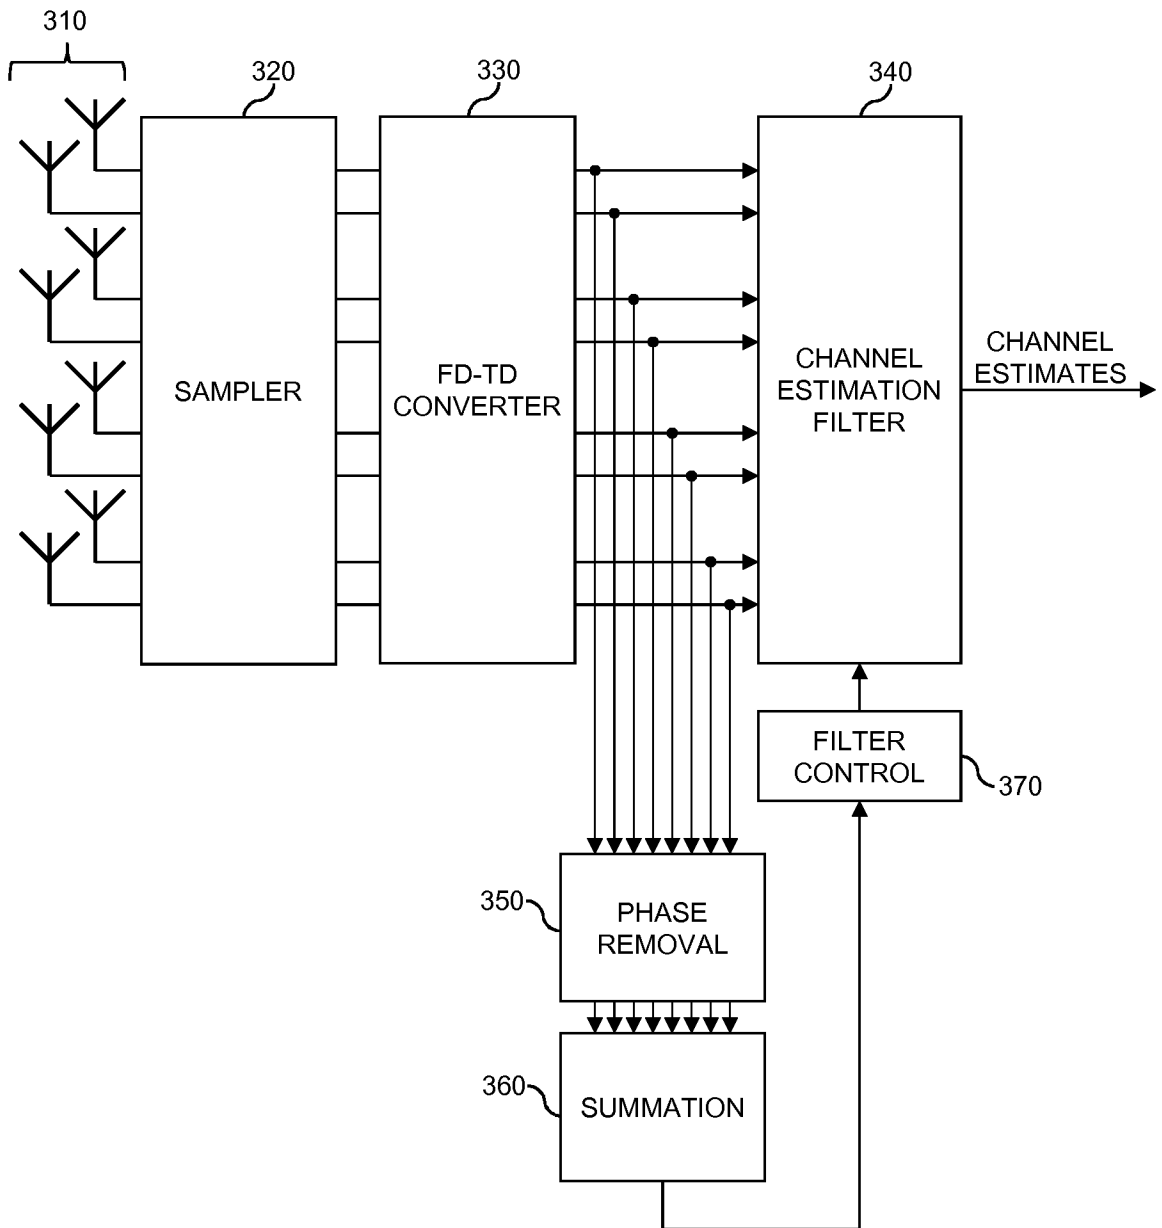 310
320
330
340
SAMPLER
FD-TD
CONVERTER
CHANNEL
ESTIMATION
FILTER
CHANNEL
ESTIMATES
FILTER
CONTROL
370
350
PHASE
REMOVAL
360
SUMMATION